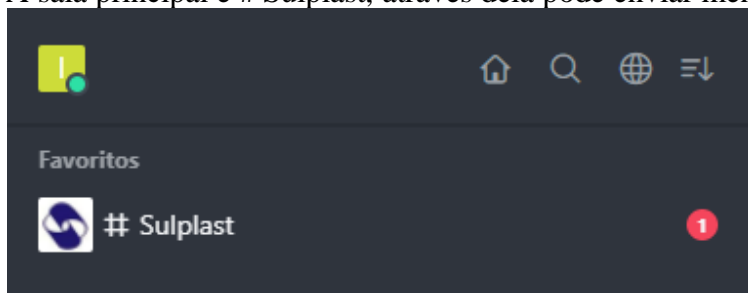 A sala principal é # Sulplast, através dela pode enviar men
I
Favoritos
# Sulplast
1